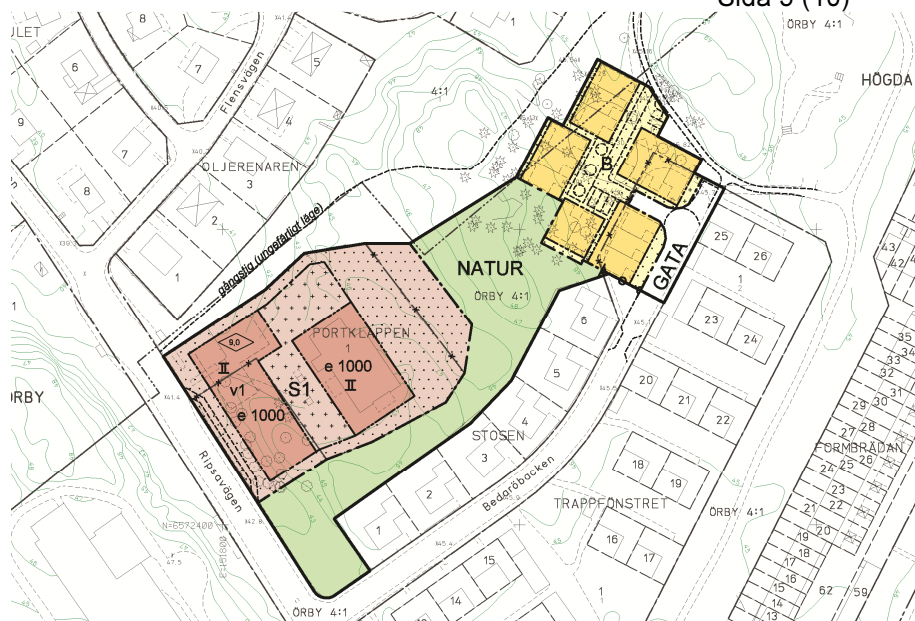 Sida 5 (10)
ÖRBY 4:1
HÖGDA
5
7
6
4:1
Flensvägen
4
9
7
OLJERENAREN
8
3
2
B
1
gångstig (ungefärligt läge)
NATUR
ÖRBY 4:1
GATA
25
26
1
PORTKLAPPEN
1
9,0
II
v1
e 1000
S1
e 1000
II
6
5
4
3
2
1
STOSEN
23
24
20
21
22
18
19
TRAPPFÖNSTRET
16
17
ÖRBY 4:1
43
42
35
34
33
32
31
30
29
28
27
FORMBRÄDAN
26
25
24
23
22
21
20
19
18
17
16
15
14
13
62
59
ÖRBY
Ripsavägen
Bedaröbacken
N=6572400
47.5
15
14
ÖRBY 4:1
1